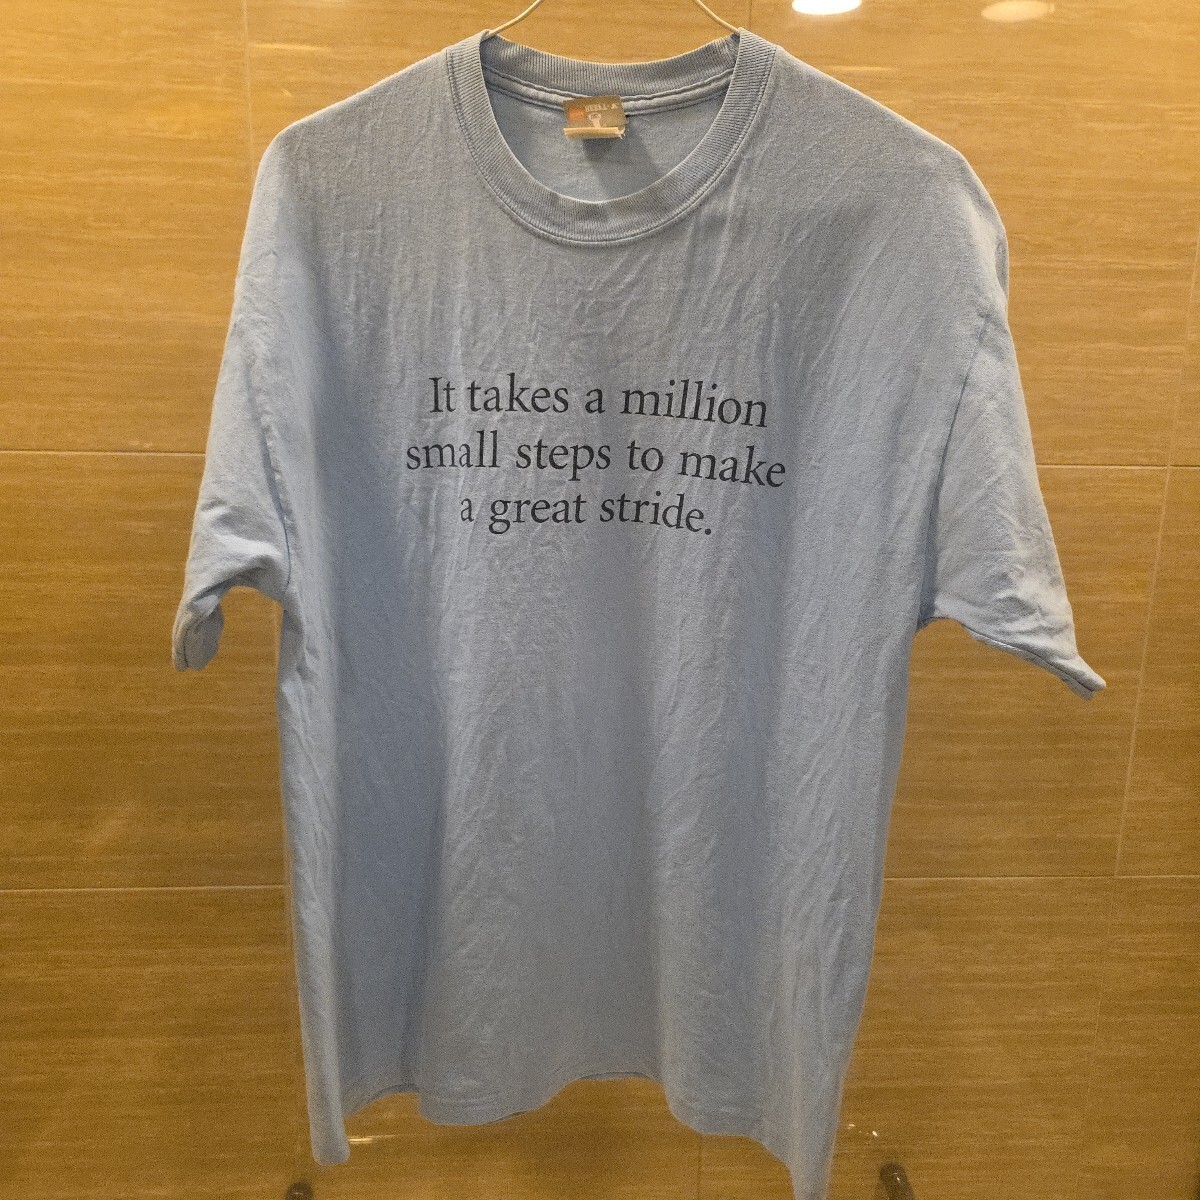 It takes a million
small steps to make
a great stride.